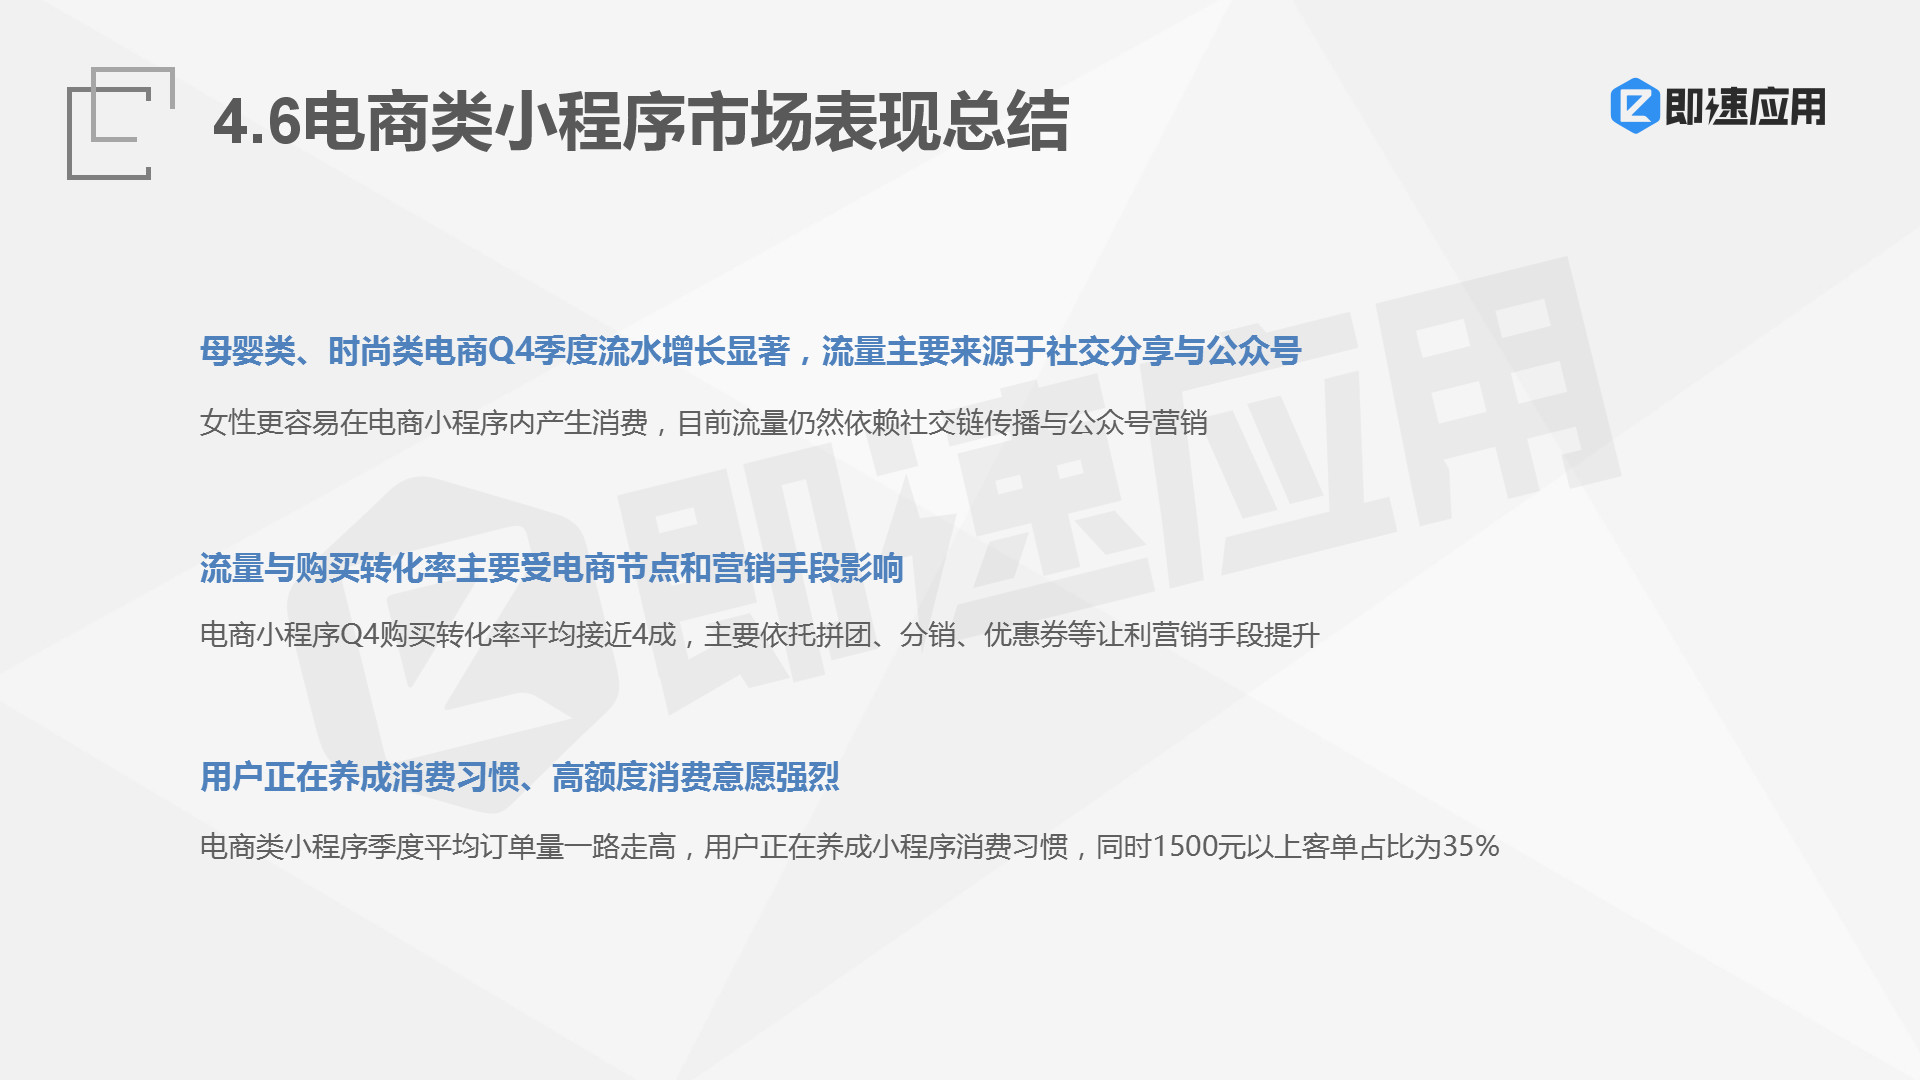 4.6电商类小程序市场表现总结
即速应用
母婴类、时尚类电商Q4季度流水增长显著，流量主要来源于社交分享与公众号
女性更容易在电商小程序内产生消费，目前流量仍然依赖社交链传播与公众号营销
流量与购买转化率主要受电商节点和营销手段影响
电商小程序Q4购买转化率平均接近4成，主要依托拼团、分销、优惠券等让利营销手段提升
用户正在养成消费习惯、高额度消费意愿强烈
电商类小程序季度平均订单量一路走高，用户正在养成小程序消费习惯，同时1500元以上客单占比为35%
即速应用